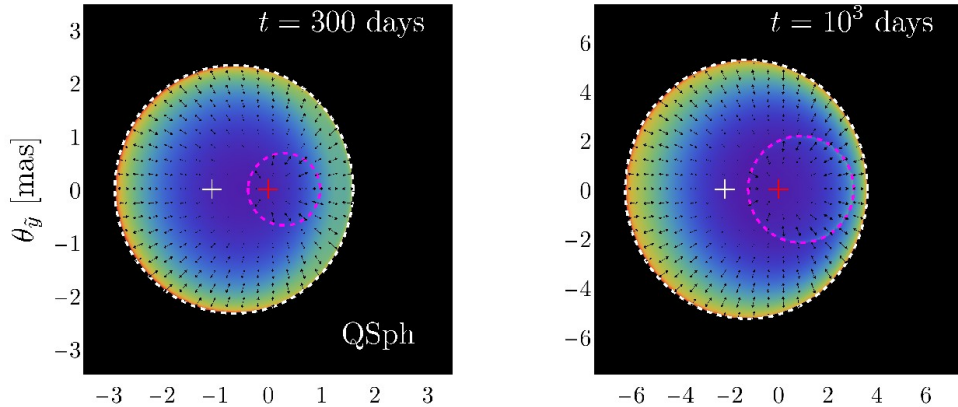 t = 300 days
t = 10³ days
3
2
1
0
−1
−2
−3
θ_ỹ [mas]
QSph
−3 −2 −1 0 1 2 3
6
4
2
0
−2
−4
−6
−6 −4 −2 0 2 4 6